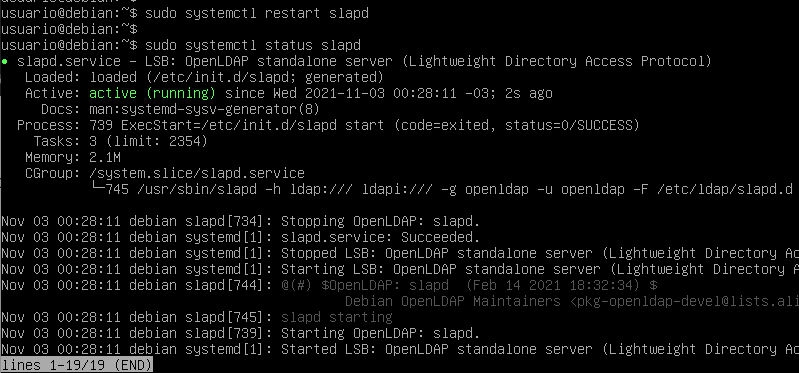 usuario@debian:~$ sudo systemctl restart slapd
usuario@debian:~$
usuario@debian:~$ sudo systemctl status slapd
● slapd.service - LSB: OpenLDAP standalone server (Lightweight Directory Access Protocol)
   Loaded: loaded (/etc/init.d/slapd; generated)
   Active: active (running) since Wed 2021-11-03 00:28:11 -03; 2s ago
     Docs: man:systemd-sysv-generator(8)
  Process: 739 ExecStart=/etc/init.d/slapd start (code=exited, status=0/SUCCESS)
    Tasks: 3 (limit: 2354)
   Memory: 2.1M
   CGroup: /system.slice/slapd.service
           └─745 /usr/sbin/slapd -h ldap:/// ldapi:/// -g openldap -u openldap -F /etc/ldap/slapd.d
Nov 03 00:28:11 debian slapd[734]: Stopping OpenLDAP: slapd.
Nov 03 00:28:11 debian systemd[1]: slapd.service: Succeeded.
Nov 03 00:28:11 debian systemd[1]: Stopped LSB: OpenLDAP standalone server (Lightweight Directory Acc
Nov 03 00:28:11 debian systemd[1]: Starting LSB: OpenLDAP standalone server (Lightweight Directory Ac
Nov 03 00:28:11 debian slapd[744]: @(#) $OpenLDAP: slapd  (Feb 14 2021 18:32:34) $
                                           Debian OpenLDAP Maintainers <pkg-openldap-devel@lists.ali
Nov 03 00:28:11 debian slapd[745]: slapd starting
Nov 03 00:28:11 debian slapd[739]: Starting OpenLDAP: slapd.
Nov 03 00:28:11 debian systemd[1]: Started LSB: OpenLDAP standalone server (Lightweight Directory Acc
lines 1-19/19 (END)